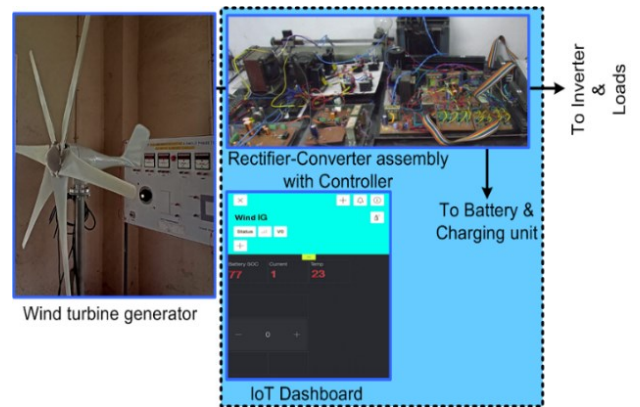 To Inverter
&
Loads
Rectifier-Converter assembly
with Controller
To Battery &
Charging unit
Wind IG
S
Status
V0
Battery SOC Current Temp
77 1 23
− 0 +
Wind turbine generator
IoT Dashboard